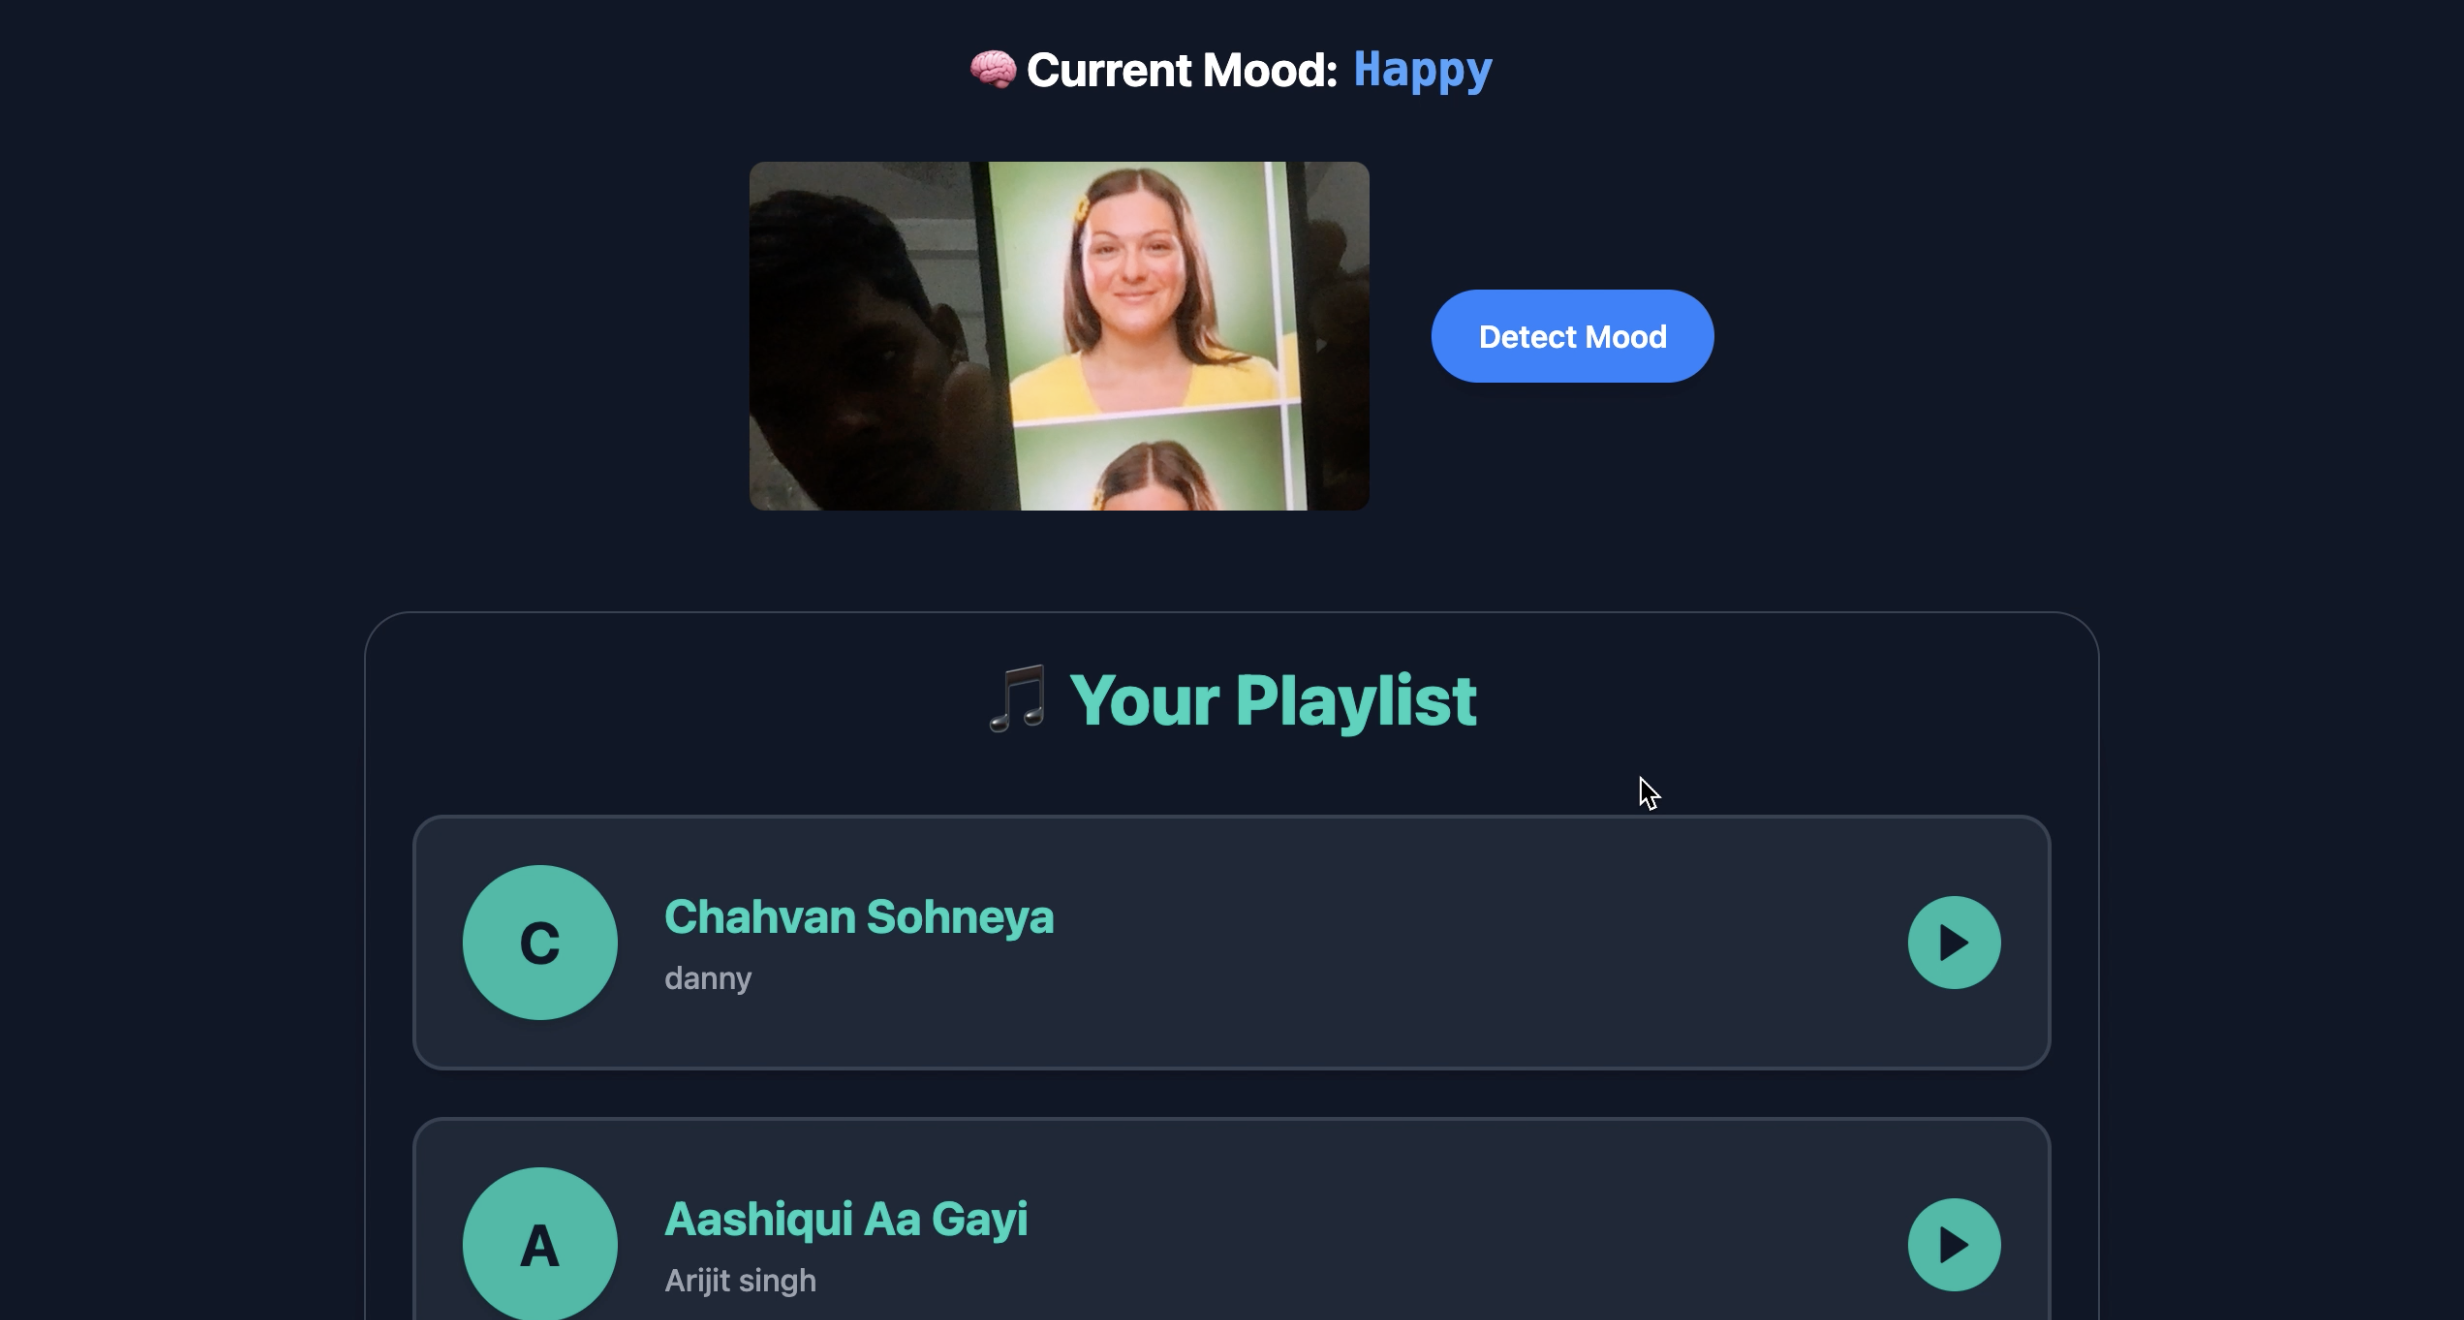 🧠 Current Mood: Happy
Detect Mood
🎵 Your Playlist
C
Chahvan Sohneya
danny
A
Aashiqui Aa Gayi
Arijit singh